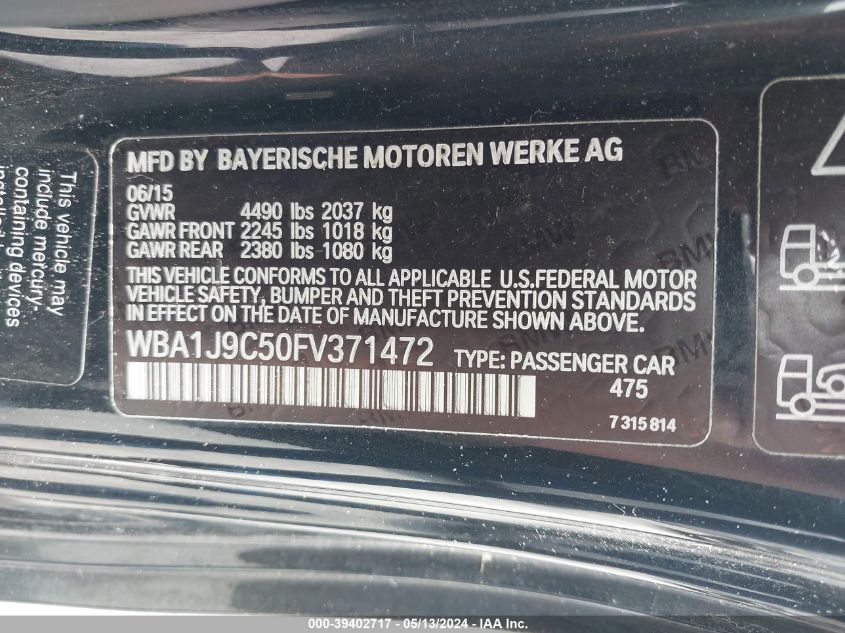 This vehicle may
include mercury-
containing devices
MFD BY BAYERISCHE MOTOREN WERKE AG
06/15
GVWR 4490 lbs 2037 kg
GAWR FRONT 2245 lbs 1018 kg
GAWR REAR 2380 lbs 1080 kg
THIS VEHICLE CONFORMS TO ALL APPLICABLE U.S.FEDERAL MOTOR
VEHICLE SAFETY, BUMPER AND THEFT PREVENTION STANDARDS
IN EFFECT ON THE DATE OF MANUFACTURE SHOWN ABOVE.
WBA1J9C50FV371472 TYPE: PASSENGER CAR
475
7 315 814
000-39402717 - 05/13/2024 - IAA Inc.